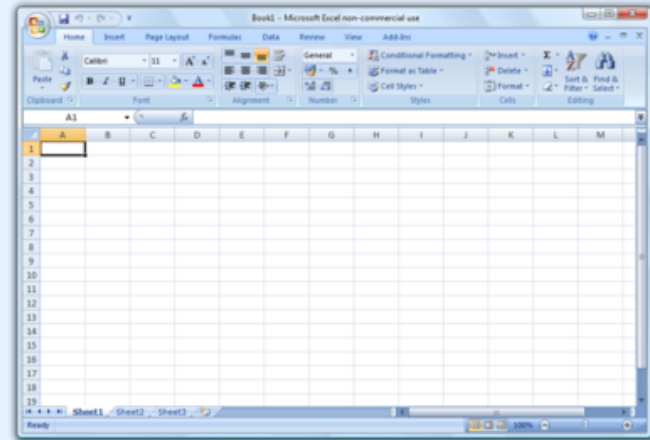 Book1 - Microsoft Excel non-commercial use
Home Insert Page Layout Formulas Data Review View Add-Ins
Paste
Calibri 11
General
Conditional Formatting
Format as Table
Cell Styles
Insert
Delete
Format
Sort & Filter
Find & Select
Clipboard Font Alignment Number Styles Cells Editing
A1 fx
A B C D E F G H I J K L M
1
2
3
4
5
6
7
8
9
10
11
12
13
14
15
16
17
18
19
Sheet1 Sheet2 Sheet3
Ready 100%